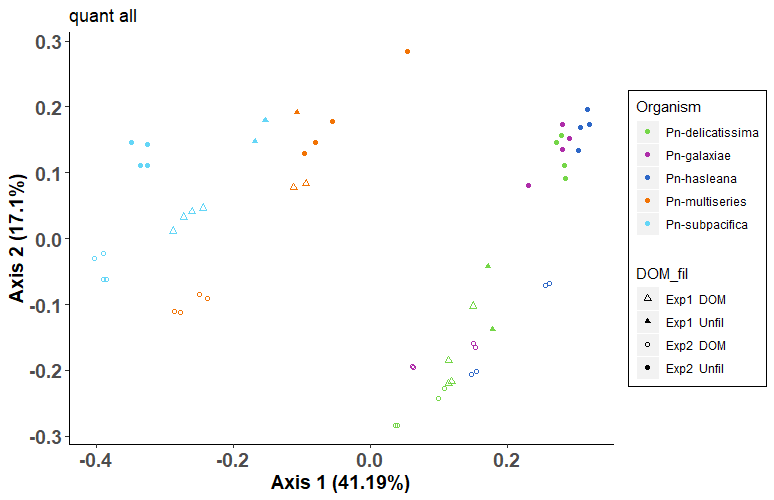 quant all
0.3
0.2
0.1
0.0
-0.1
-0.2
-0.3
Axis 2 (17.1%)
-0.4
-0.2
0.0
0.2
Axis 1 (41.19%)
Organism
Pn-delicatissima
Pn-galaxiae
Pn-hasleana
Pn-multiseries
Pn-subpacifica
DOM_fil
Exp1 DOM
Exp1 Unfil
Exp2 DOM
Exp2 Unfil